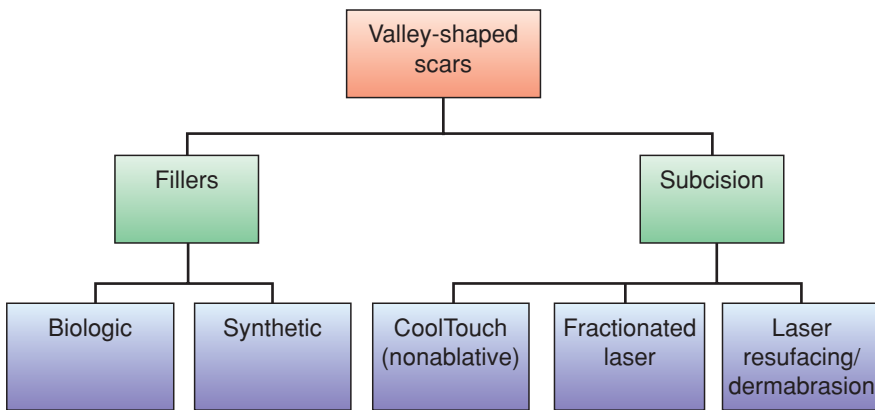 Valley-shaped
scars
Fillers
Subcision
Biologic
Synthetic
CoolTouch
(nonablative)
Fractionated
laser
Laser
resufacing/
dermabrasion